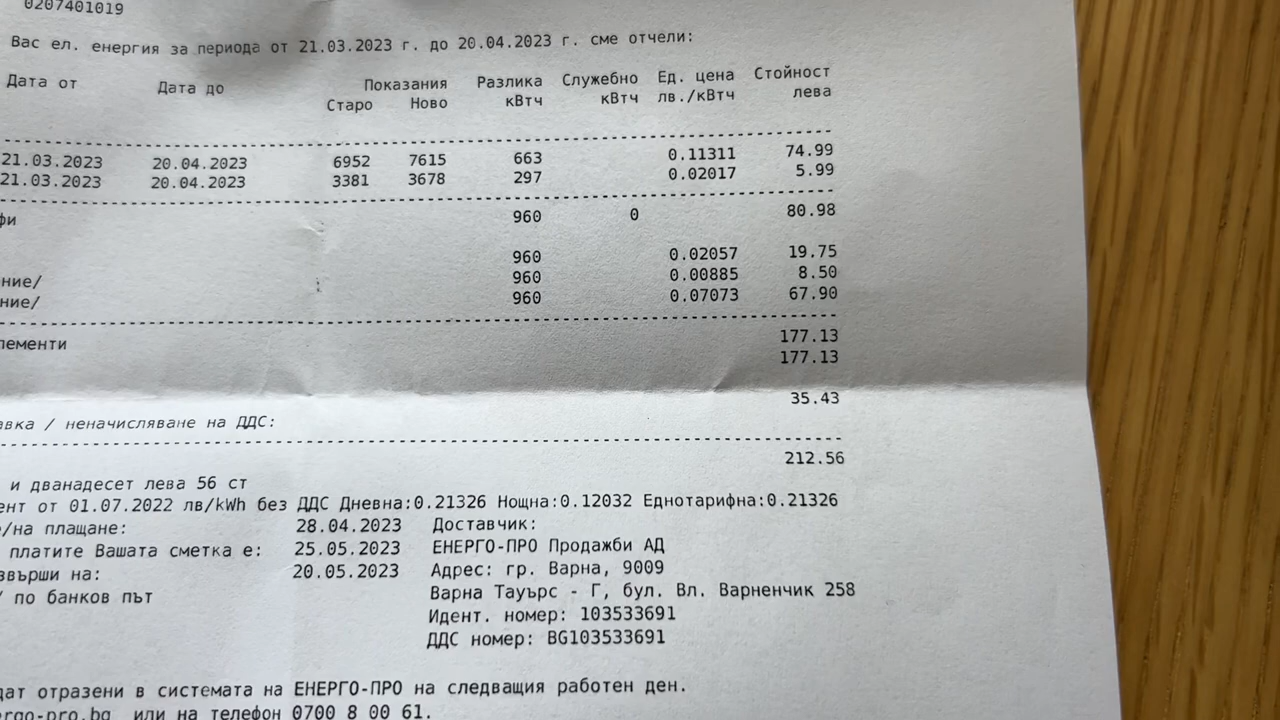 0207401019
Вас ел. енергия за периода от 21.03.2023 г. до 20.04.2023 г. сме отчели:
Дата от Дата до Показания Разлика Служебно Ед. цена Стойност
Старо Ново кВтч кВтч лв./кВтч лева
21.03.2023 20.04.2023 6952 7615 663 0.11311 74.99
21.03.2023 20.04.2023 3381 3678 297 0.02017 5.99
фи 960 0 80.98
960 0.02057 19.75
ние/ 960 0.00885 8.50
ние/ 960 0.07073 67.90
лементи 177.13
177.13
35.43
авка / неначисляване на ДДС:
212.56
и дванадесет лева 56 ст
ент от 01.07.2022 лв/kWh без ДДС Дневна:0.21326 Нощна:0.12032 Еднотарифна:0.21326
е/на плащане: 28.04.2023 Доставчик:
платите Вашата сметка е: 25.05.2023 ЕНЕРГО-ПРО Продажби АД
звърши на: 20.05.2023 Адрес: гр. Варна, 9009
/ по банков път Варна Тауърс - Г, бул. Вл. Варненчик 258
Идент. номер: 103533691
ДДС номер: BG103533691
дат отразени в системата на ЕНЕРГО-ПРО на следващия работен ден.
ergo-pro.bg или на телефон 0700 8 00 61.